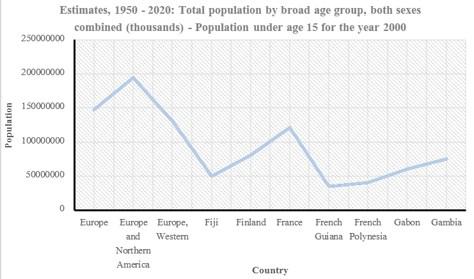 Estimates, 1950 - 2020: Total population by broad age group, both sexes
combined (thousands) - Population under age 15 for the year 2000
250000000
200000000
150000000
100000000
50000000
0
Population
Europe Europe and Northern America Europe, Western Fiji Finland France French Guiana French Polynesia Gabon Gambia
Country